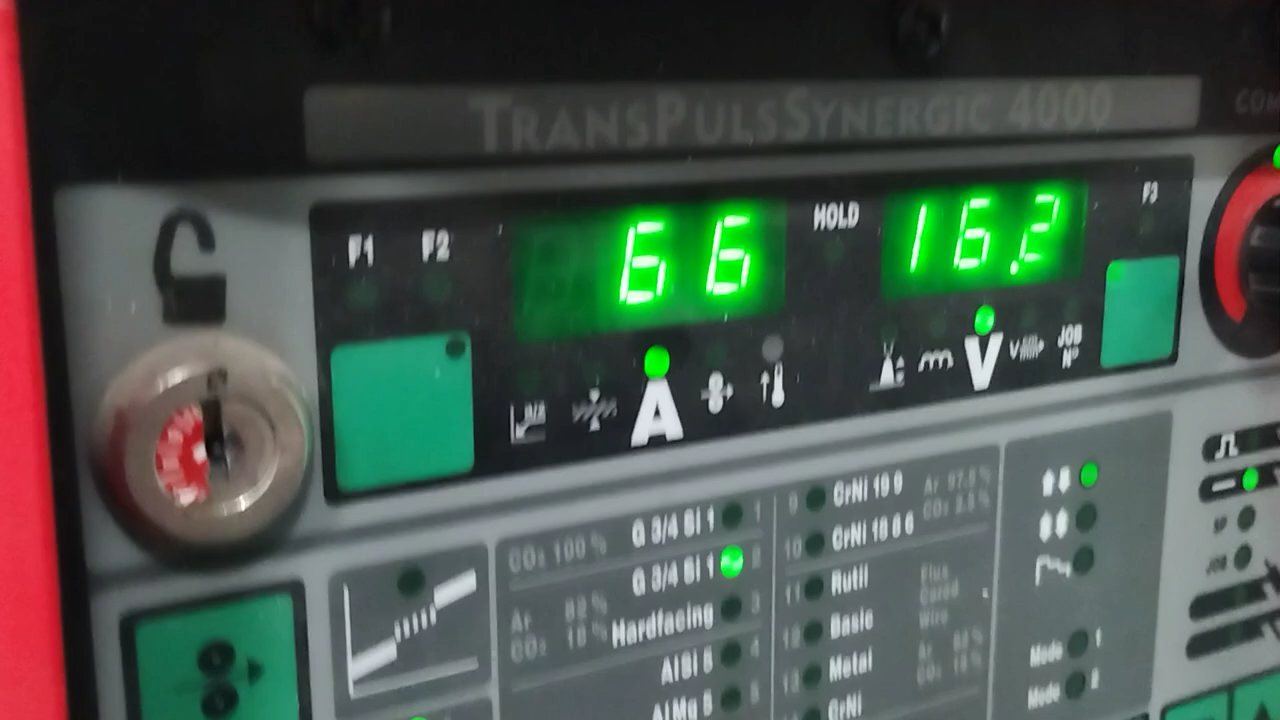 TRANSPULSSYNERGIC 4000
F1 F2 66 HOLD 16.2 F3
A V JOB N°
CO₂ 100 % G 3/4 Si 1 1
G 3/4 Si 1 2
Ar 82 %
CO₂ 18 % Hardfacing 3
AlSi 5 4
AlMg 5 5
9 CrNi 19 9 Ar 97.5 %
CO₂ 2.5 %
10 CrNi 18 8 6
11 Rutil
12 Basic
13 Metal
CrNi
Flux
Cored
Wire
Ar 82 %
CO₂ 18 %
Mode 1
Mode 2
JOB